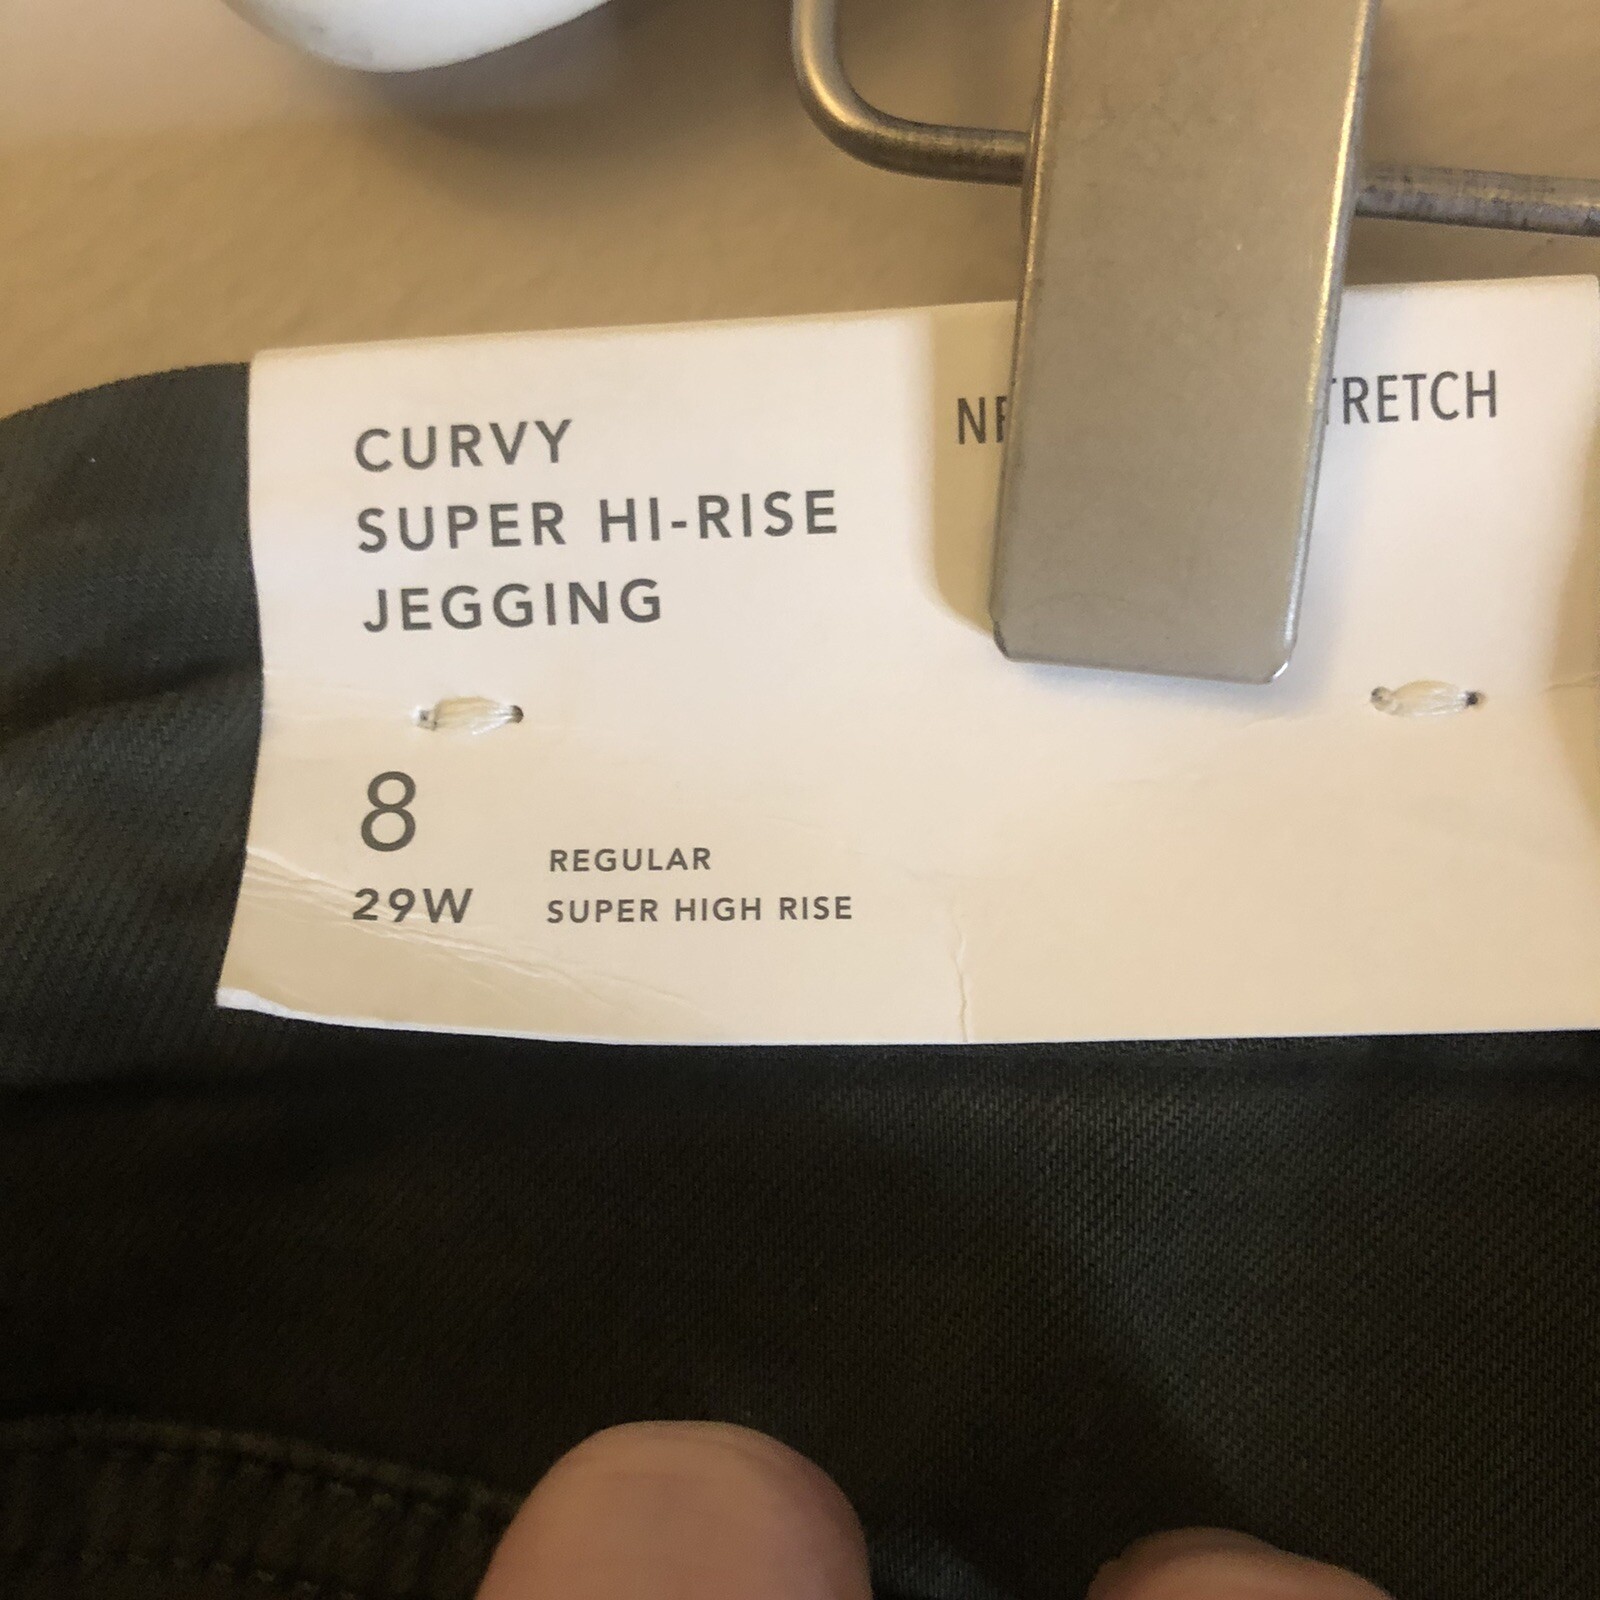 CURVY
SUPER HI-RISE
JEGGING
8
29W
REGULAR
SUPER HIGH RISE